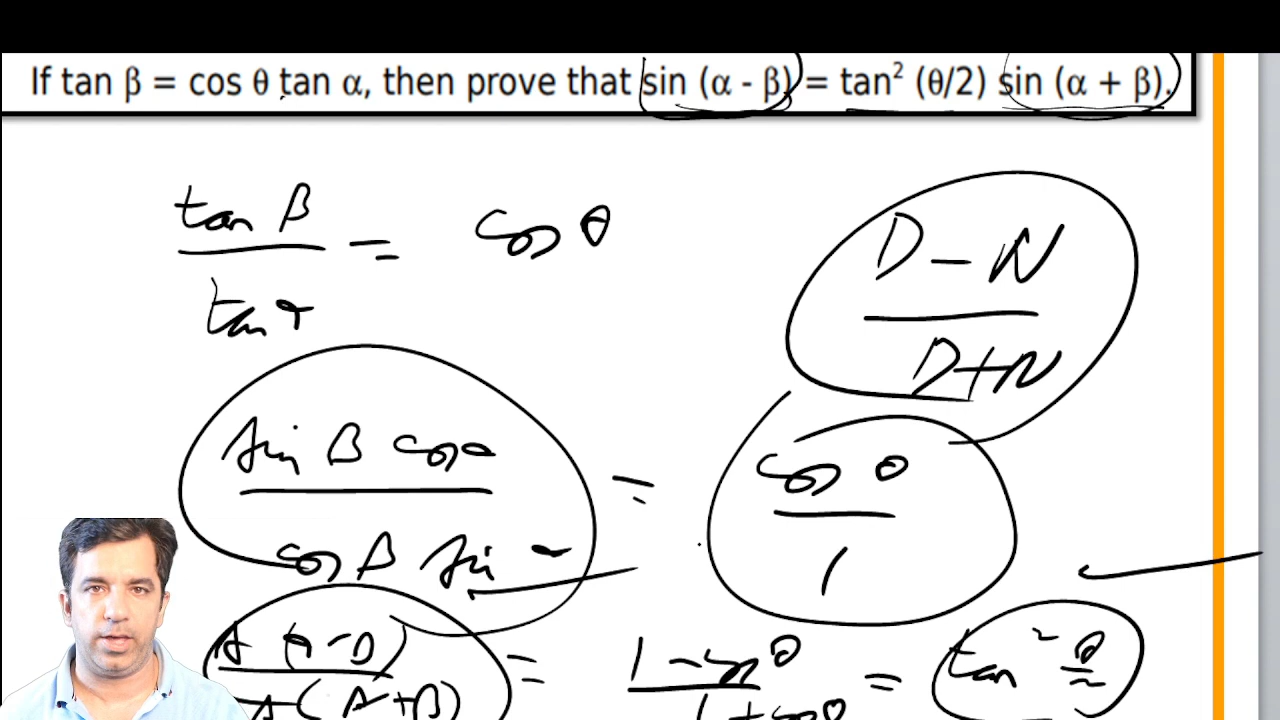 If tan β = cos θ tan α, then prove that sin (α - β) = tan² (θ/2) sin (α + β).
tan β
tan α
= cos θ
D - N
D + N
sin β cos α
cos β sin α
=
cos θ
1
(α - β)
(A + β)
=
1 - cos θ
1 + cos θ
= tan² θ/2